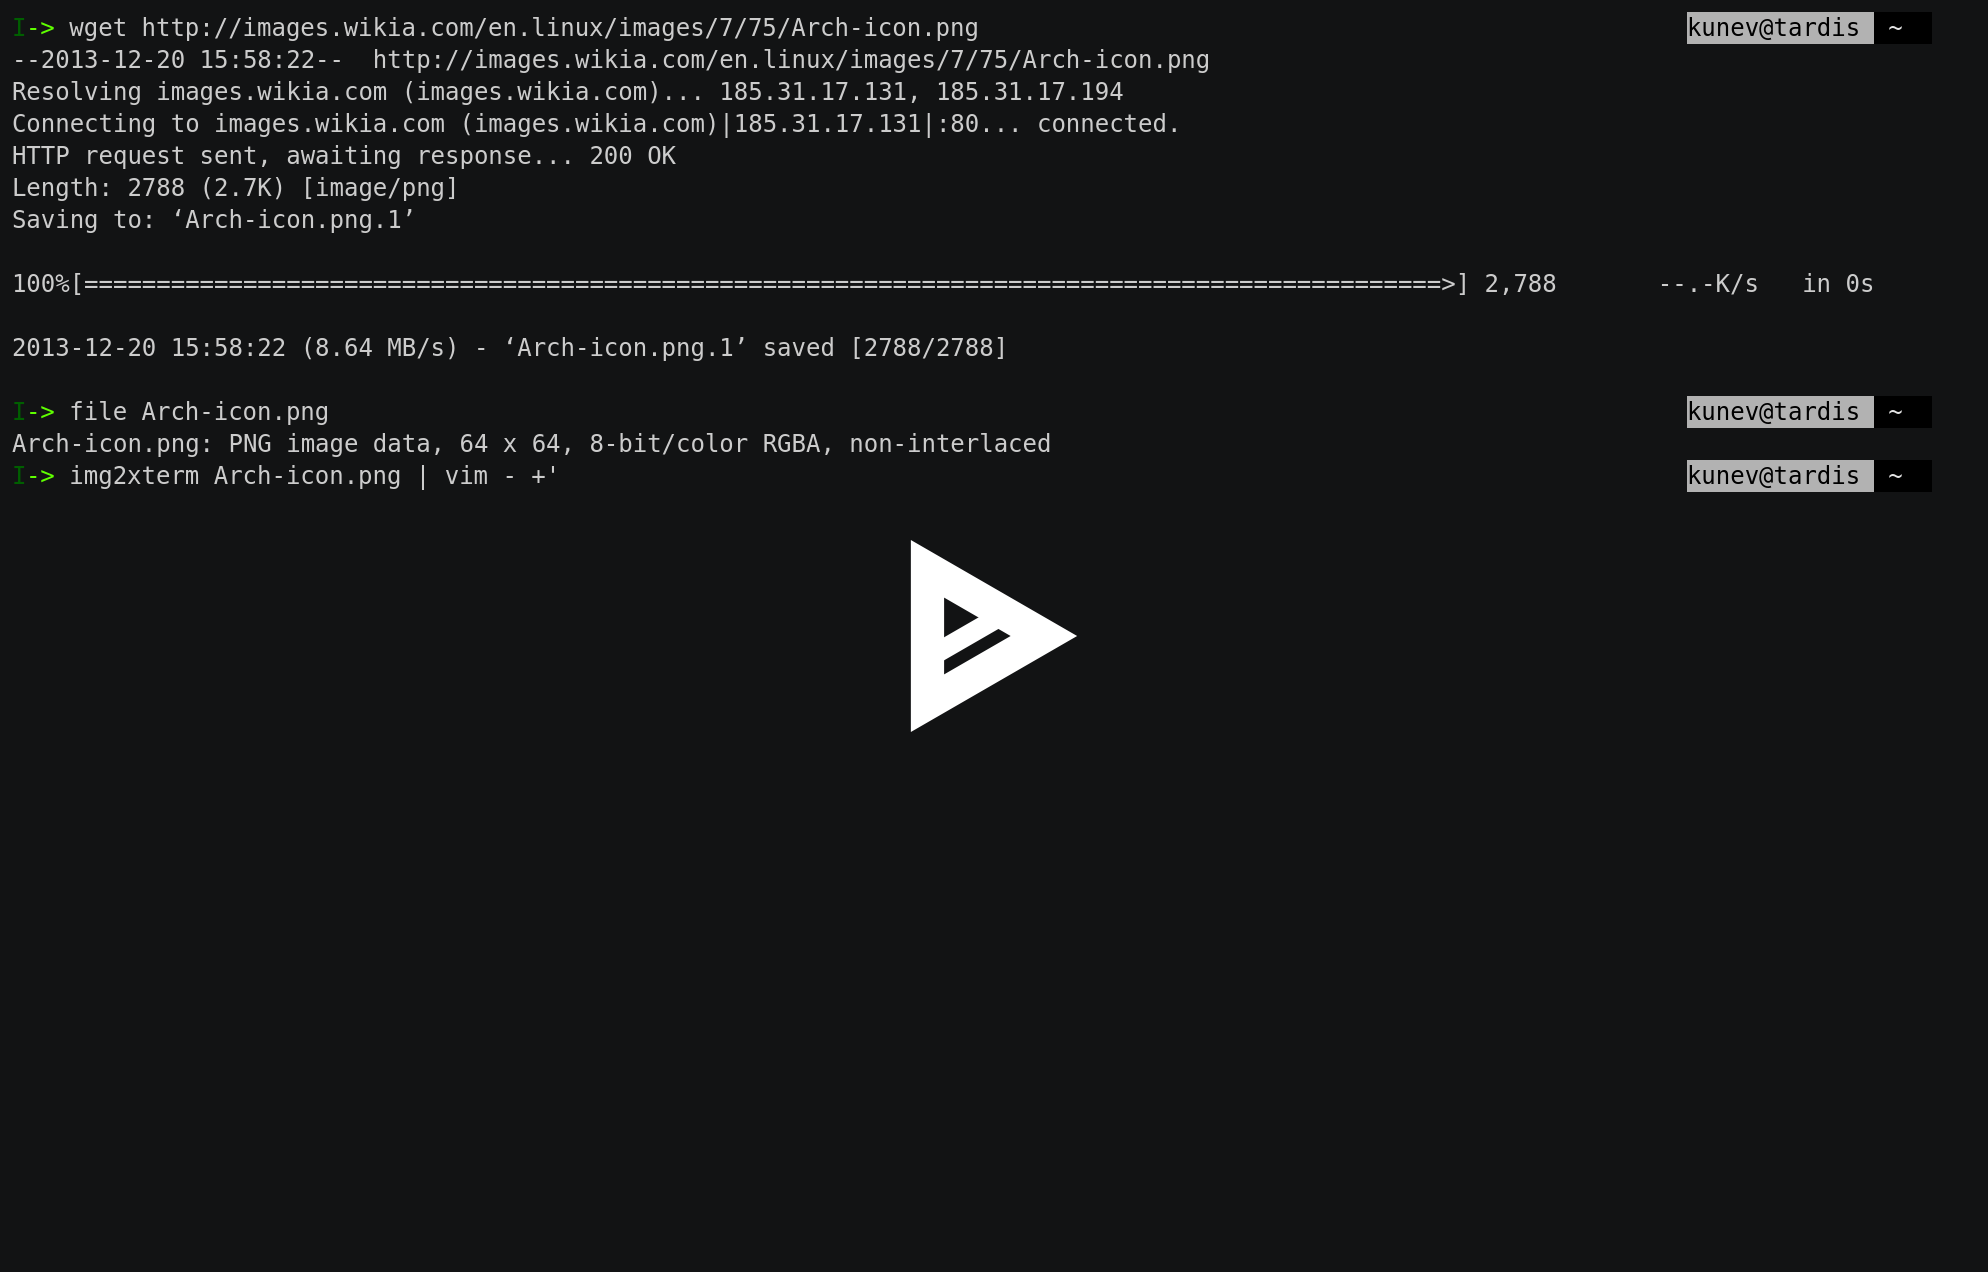 I-> wget http://images.wikia.com/en.linux/images/7/75/Arch-icon.png kunev@tardis ~
--2013-12-20 15:58:22--  http://images.wikia.com/en.linux/images/7/75/Arch-icon.png
Resolving images.wikia.com (images.wikia.com)... 185.31.17.131, 185.31.17.194
Connecting to images.wikia.com (images.wikia.com)|185.31.17.131|:80... connected.
HTTP request sent, awaiting response... 200 OK
Length: 2788 (2.7K) [image/png]
Saving to: ‘Arch-icon.png.1’
100%[==============================================================================================>] 2,788       --.-K/s   in 0s
2013-12-20 15:58:22 (8.64 MB/s) - ‘Arch-icon.png.1’ saved [2788/2788]
I-> file Arch-icon.png kunev@tardis ~
Arch-icon.png: PNG image data, 64 x 64, 8-bit/color RGBA, non-interlaced
I-> img2xterm Arch-icon.png | vim - +' kunev@tardis ~